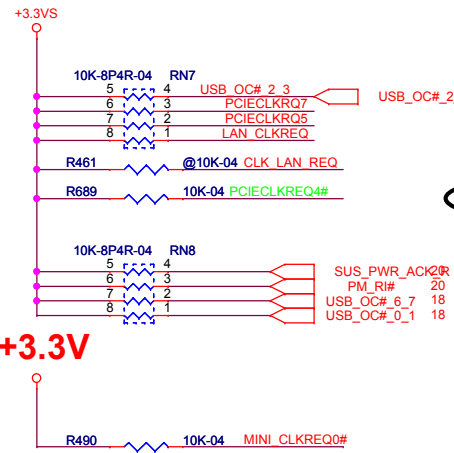 +3.3VS
10K-8P4R-04 RN7
5 4 USB_OC#_2_3 USB_OC#_2
6 3 PCIECLKRQ7
7 2 PCIECLKRQ5
8 1 LAN_CLKREQ
R461 @10K-04 CLK_LAN_REQ
R689 10K-04 PCIECLKREQ4#
10K-8P4R-04 RN8
5 4 SUS_PWR_ACK_R 20
6 3 PM_RI# 20
7 2 USB_OC#_6_7 18
8 1 USB_OC#_0_1 18
+3.3V
R490 10K-04 MINI_CLKREQ0#